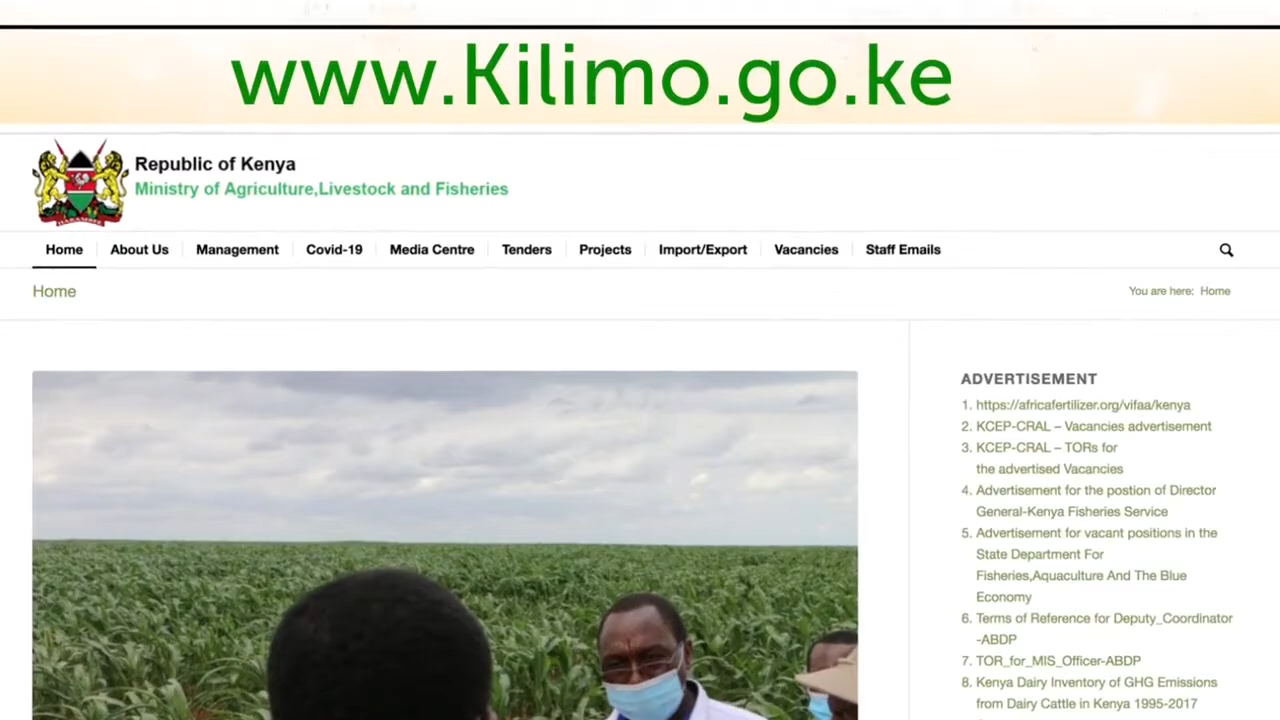 www.Kilimo.go.ke
Republic of Kenya
Ministry of Agriculture,Livestock and Fisheries
HARAMBEE
Home
About Us
Management
Covid-19
Media Centre
Tenders
Projects
Import/Export
Vacancies
Staff Emails
Home
You are here: Home
ADVERTISEMENT
1. https://africafertilizer.org/vifaa/kenya
2. KCEP-CRAL – Vacancies advertisement
3. KCEP-CRAL – TORs for
the advertised Vacancies
4. Advertisement for the postion of Director
General-Kenya Fisheries Service
5. Advertisement for vacant positions in the
State Department For
Fisheries,Aquaculture And The Blue
Economy
6. Terms of Reference for Deputy_Coordinator
-ABDP
7. TOR_for_MIS_Officer-ABDP
8. Kenya Dairy Inventory of GHG Emissions
from Dairy Cattle in Kenya 1995-2017